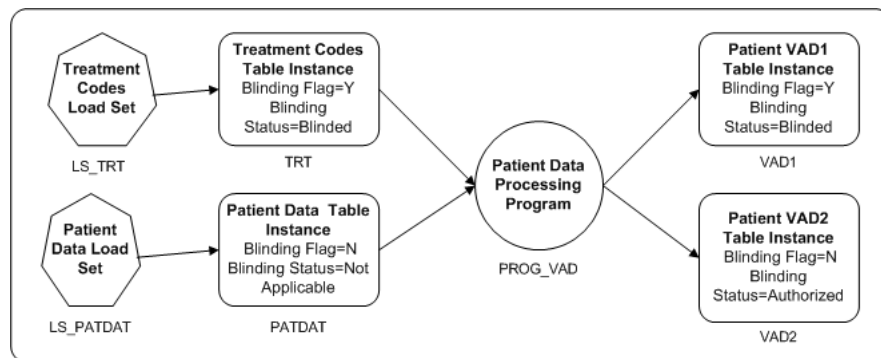 Treatment
Codes
Load Set
LS_TRT
Treatment Codes
Table Instance
Blinding Flag=Y
Blinding
Status=Blinded
TRT
Patient
Data Load
Set
LS_PATDAT
Patient Data Table
Instance
Blinding Flag=N
Blinding Status=Not
Applicable
PATDAT
Patient Data
Processing
Program
PROG_VAD
Patient VAD1
Table Instance
Blinding Flag=Y
Blinding
Status=Blinded
VAD1
Patient VAD2
Table Instance
Blinding Flag=N
Blinding
Status=Authorized
VAD2